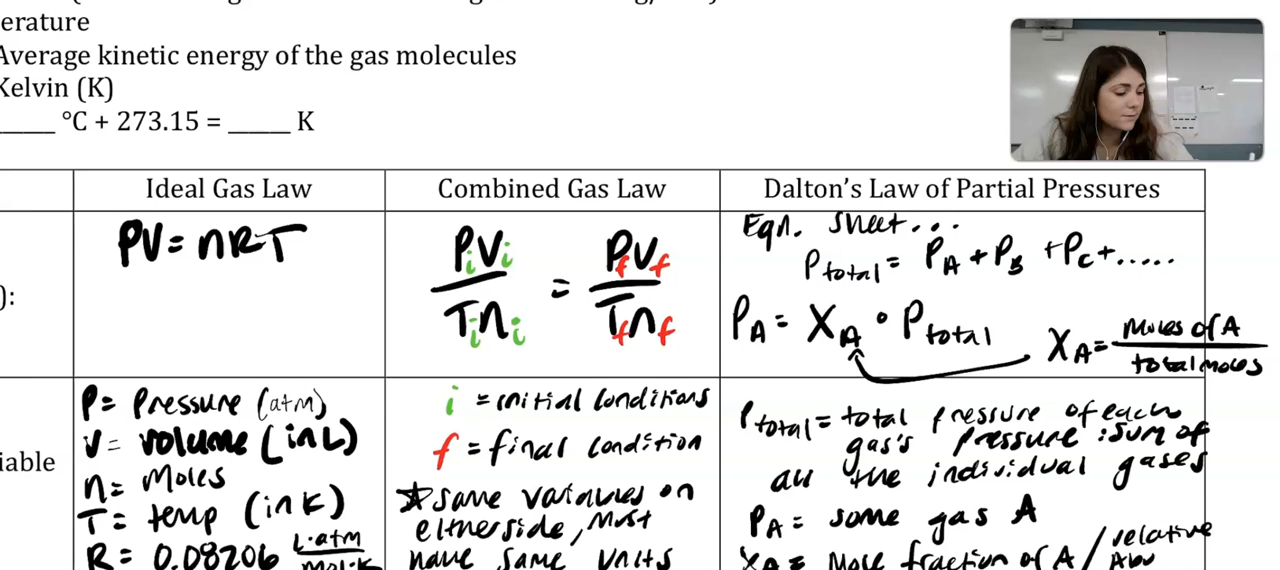 erature
Average kinetic energy of the gas molecules
Kelvin (K)
______ °C + 273.15 = ______ K
Ideal Gas Law
PV = nRT
Combined Gas Law
PiVi / Tini = PfVf / Tfnf
Dalton's Law of Partial Pressures
Eqn. Sheet...
Ptotal = PA + PB + PC + .....
PA = XA • Ptotal
XA = Moles of A / total moles
):
iable
P = Pressure (atm)
V = volume (in L)
n = Moles
T = temp (in K)
R = 0.08206 L·atm / mol·K
i = initial conditions
f = final condition
☆ same variables on
either side, must
have same units
Ptotal = total pressure of each
gas's pressure : sum of
all the individual gases
PA = some gas A
XA = Mole fraction of A / relative